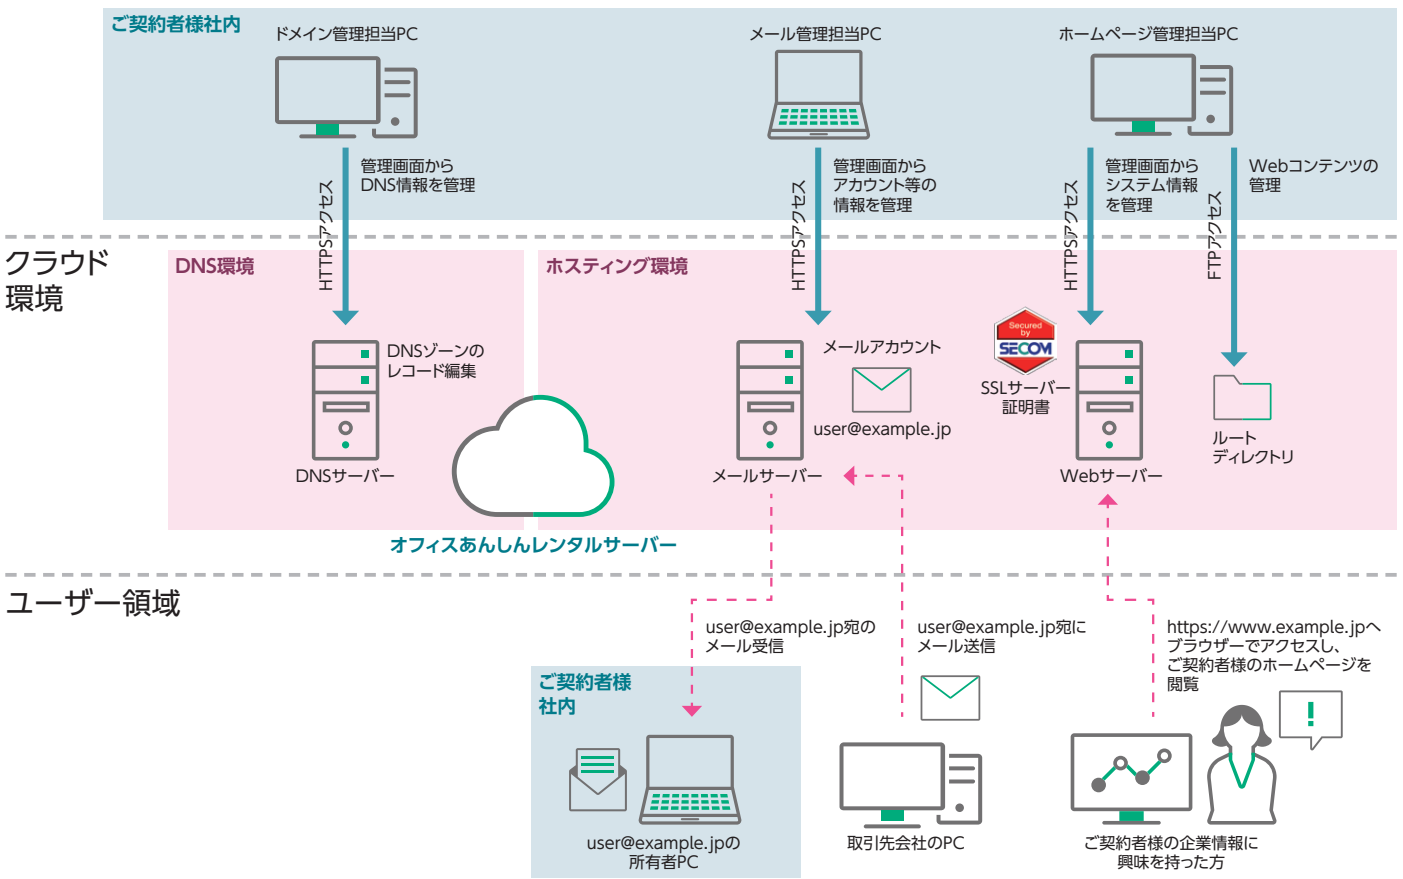 ご契約者様社内
ドメイン管理担当PC
メール管理担当PC
ホームページ管理担当PC
HTTPSアクセス
管理画面から
DNS情報を管理
HTTPSアクセス
管理画面から
アカウント等の
情報を管理
HTTPSアクセス
管理画面から
システム情報
を管理
FTPアクセス
Webコンテンツの
管理
クラウド
環境
DNS環境
ホスティング環境
DNSゾーンの
レコード編集
DNSサーバー
メールアカウント
user@example.jp
メールサーバー
Secured
by
SECOM
SSLサーバー
証明書
Webサーバー
ルート
ディレクトリ
オフィスあんしんレンタルサーバー
ユーザー領域
user@example.jp宛の
メール受信
user@example.jp宛に
メール送信
https://www.example.jpへ
ブラウザーでアクセスし、
ご契約者様のホームページを
閲覧
ご契約者様
社内
user@example.jpの
所有者PC
取引先会社のPC
!
ご契約者様の企業情報に
興味を持った方